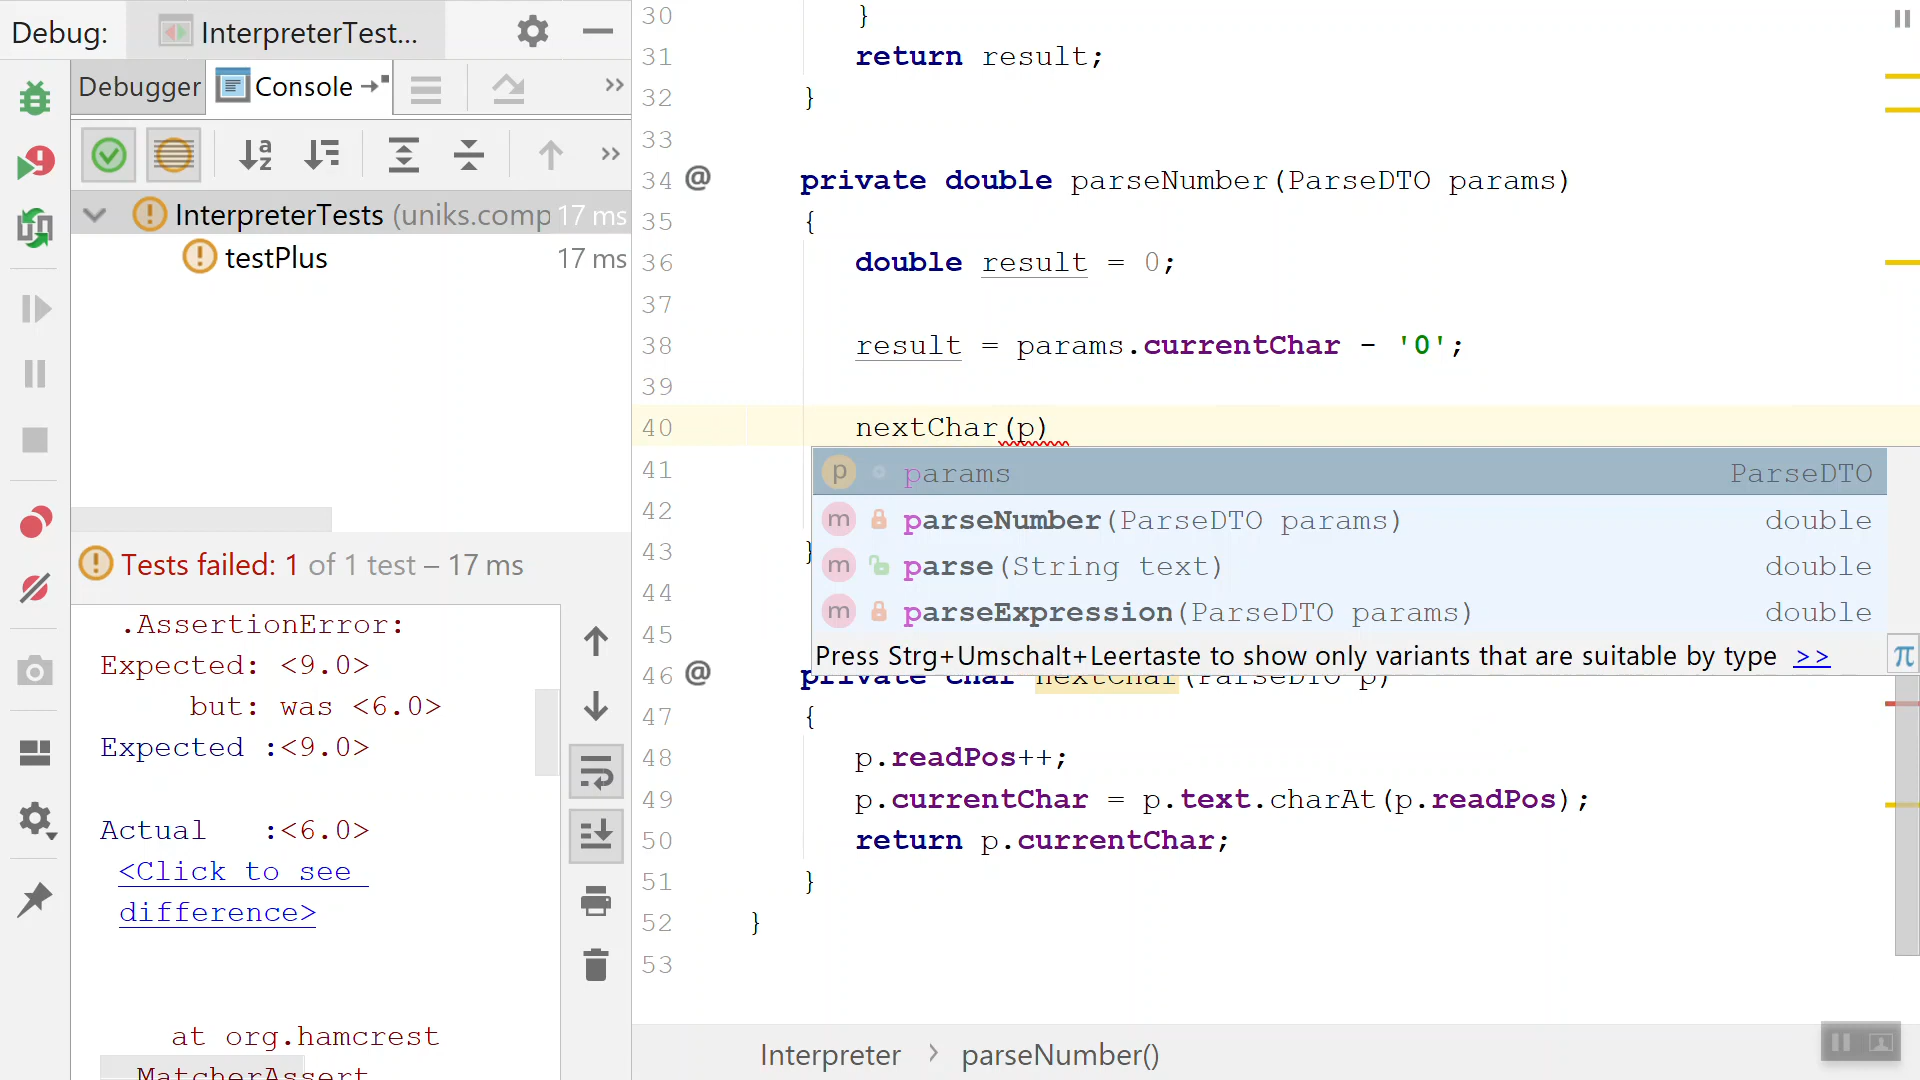 Debug: InterpreterTest...
Debugger Console
InterpreterTests (uniks.comp 17 ms
testPlus 17 ms
Tests failed: 1 of 1 test – 17 ms
.AssertionError:
Expected: <9.0>
but: was <6.0>
Expected :<9.0>
Actual :<6.0>
<Click to see
difference>
at org.hamcrest
.MatcherAssert
30 }
31 return result;
32 }
33
34 @ private double parseNumber(ParseDTO params)
35 {
36 double result = 0;
37
38 result = params.currentChar - '0';
39
40 nextChar(p)
41
42
43 }
44
45
p params ParseDTO
m parseNumber(ParseDTO params) double
m parse(String text) double
m parseExpression(ParseDTO params) double
Press Strg+Umschalt+Leertaste to show only variants that are suitable by type >> π
46 @ private char nextChar(ParseDTO p)
47 {
48 p.readPos++;
49 p.currentChar = p.text.charAt(p.readPos);
50 return p.currentChar;
51 }
52 }
53
Interpreter > parseNumber()